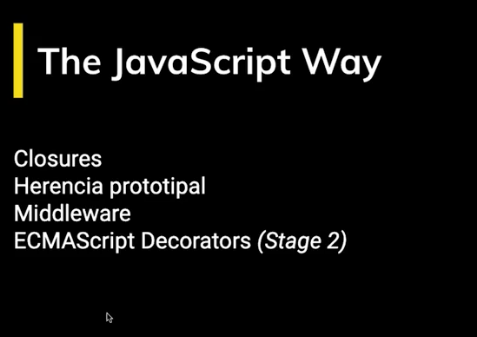 The JavaScript Way
Closures
Herencia prototipal
Middleware
ECMAScript Decorators (Stage 2)